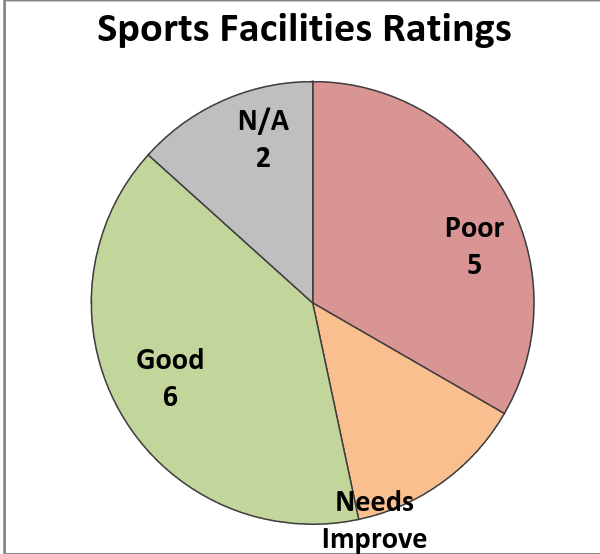 Sports Facilities Ratings
N/A
2
Poor
5
Good
6
Needs
Improve